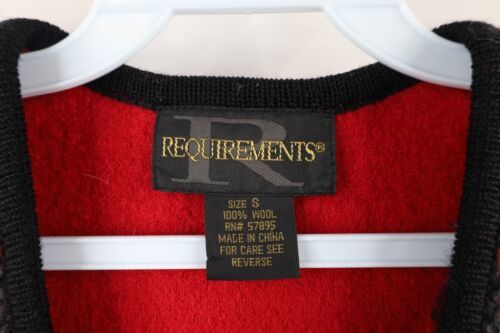 R
REQUIREMENTS®
SIZE S
100% WOOL
RN# 57895
MADE IN CHINA
FOR CARE SEE
REVERSE